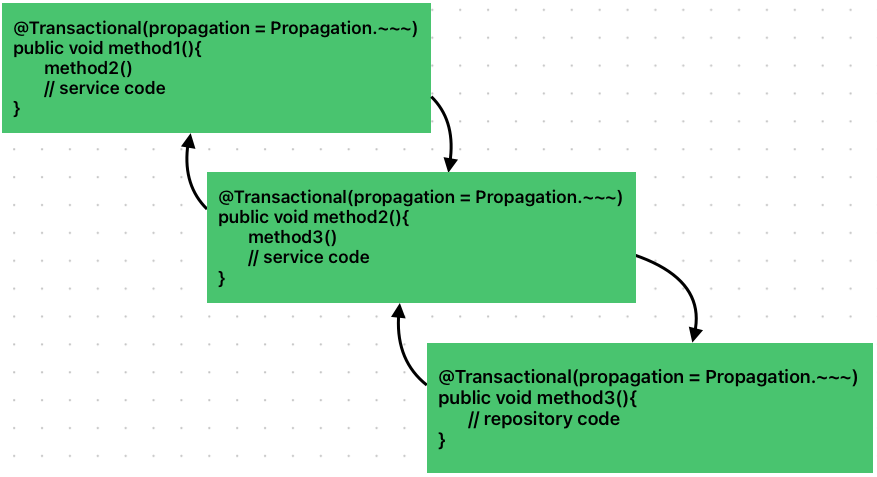 @Transactional(propagation = Propagation.~~~)
public void method1(){
method2()
// service code
}
@Transactional(propagation = Propagation.~~~)
public void method2(){
method3()
// service code
}
@Transactional(propagation = Propagation.~~~)
public void method3(){
// repository code
}